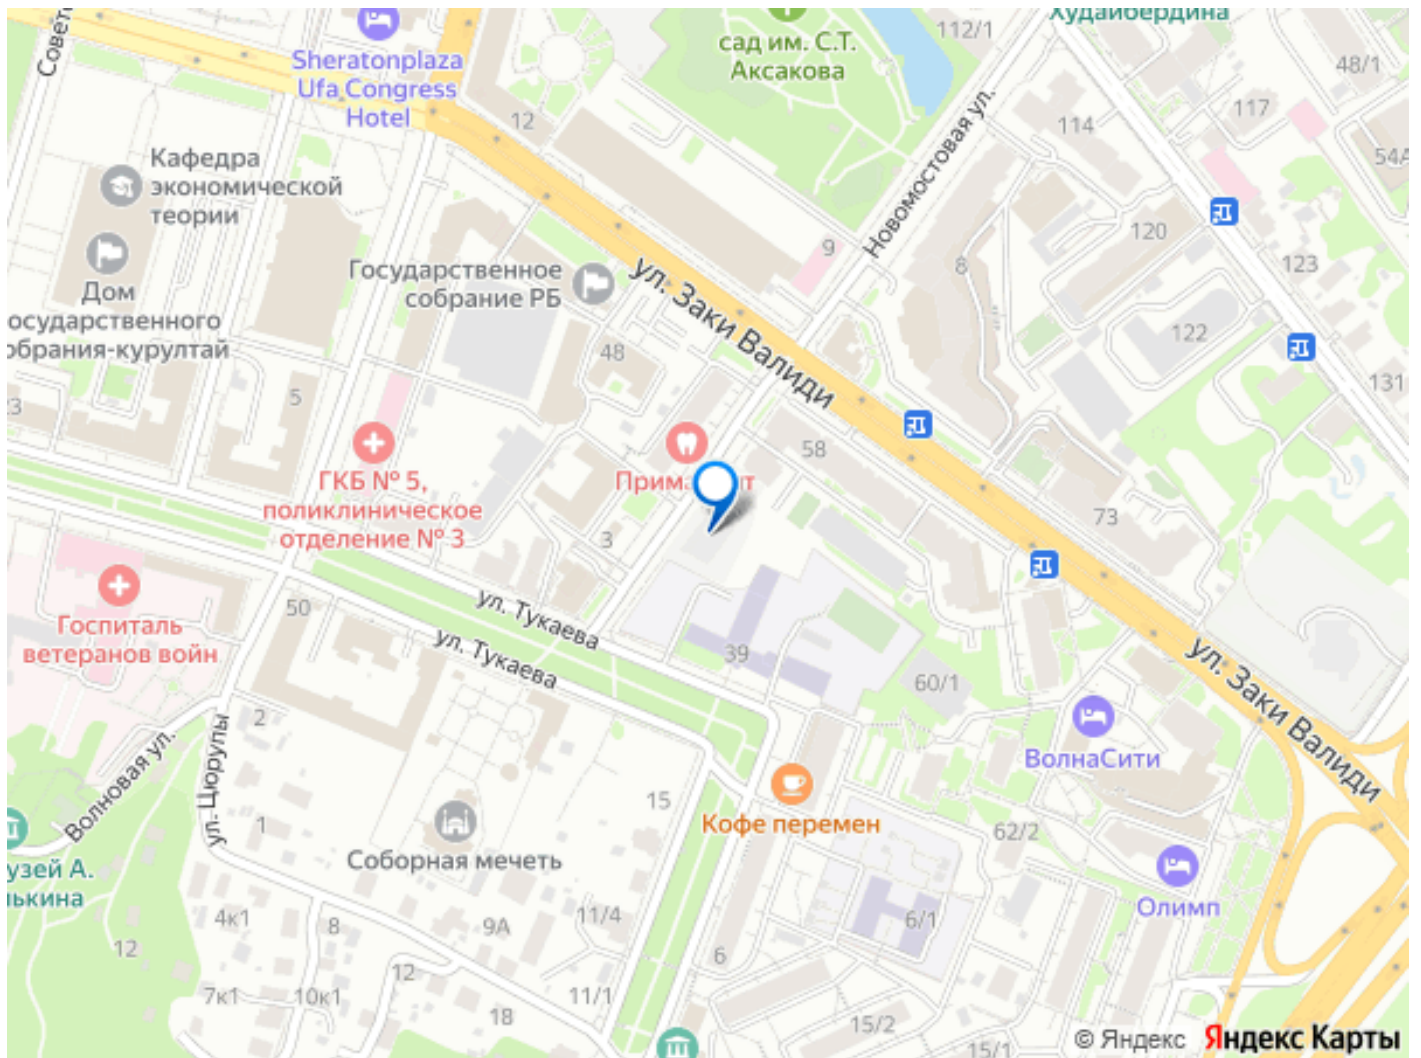 Советс
Sheratonplaza
Ufa Congress
Hotel
сад им. С.Т.
Аксакова
112/1
Худайбердина
48/1
117
114
54А
12
Кафедра
экономической
теории
Новомостовая ул.
9
8
120
123
122
131
Дом
осударственного
обрания-курултай
Государственное
собрание РБ
ул. Заки Валиди
48
5
23
58
73
ГКБ № 5,
поликлиническое
отделение № 3
3
Госпиталь
ветеранов войн
50
ул. Тукаева
ул. Тукаева
39
60/1
ул. Заки Валиди
2
Волновая ул.
ул. Цюрупы
ВолнаСити
15
Кофе перемен
62/2
1
Соборная мечеть
узей А.
ькина
Олимп
4к1
8
9А
11/4
6/1
12
12
6
7к1
10к1
11/1
18
15/2
15/1
© Яндекс
Яндекс Карты